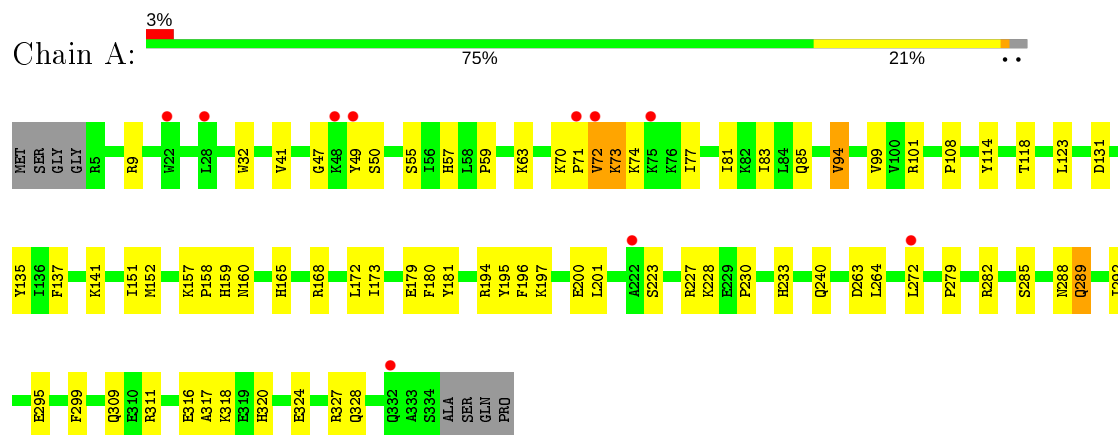 3%
Chain A:
75% 21% • •
MET SER GLY GLY R5 R9 W22 L28 W32 V41 G47 K48 Y49 S50 S55 I56 H57 L58 P59 K63 K70 P71 V72 K73 K74 K75 K76 I77 I81 K82 I83 L84 Q85 V94 V99 V100 R101 P108 Y114 T118 L123 D131
Y135 I136 F137 K141 I151 M152 K157 P158 H159 N160 H165 R168 L172 I173 E179 F180 Y181 R194 Y195 F196 K197 E200 L201 A222 S223 R227 K228 E229 P230 H233 Q240 D263 L264 L272 P279 R282 S285 N288 Q289
E295 F299 Q309 E310 R311 E316 A317 K318 E319 H320 E324 R327 Q328 Q332 A333 S334 ALA SER GLN PRO